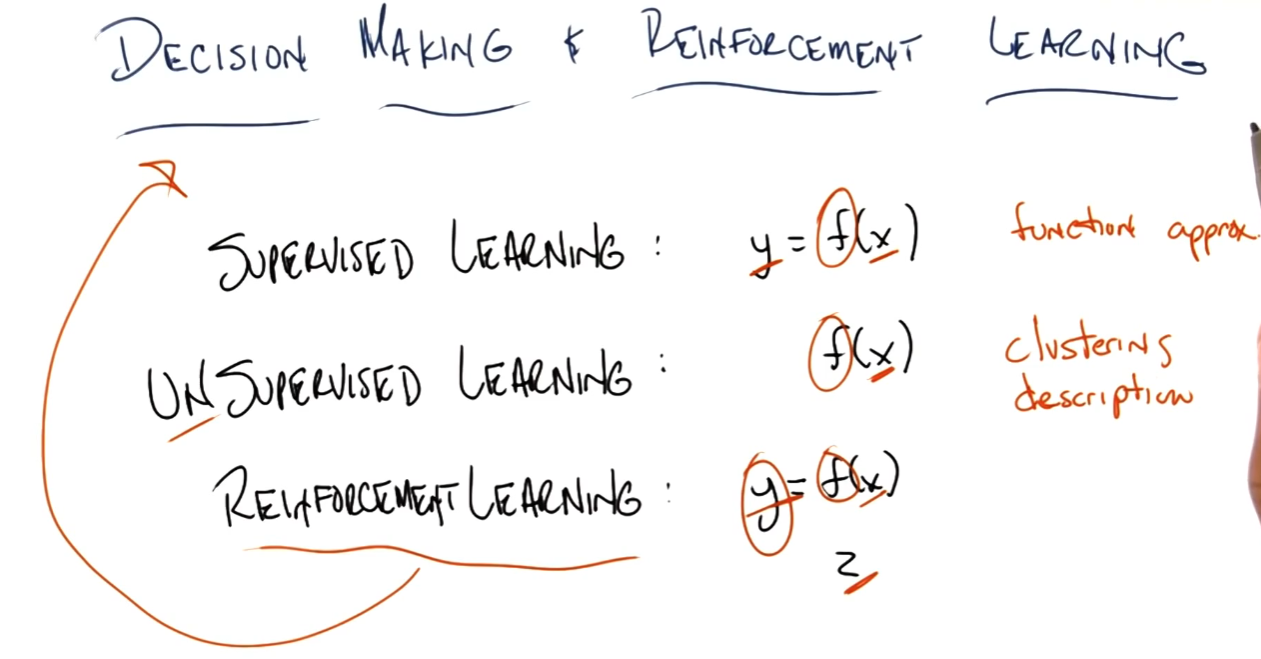 DECISION MAKING & REINFORCEMENT LEARNING
SUPERVISED LEARNING : y = f(x) function approx.
UNSUPERVISED LEARNING : f(x) clustering
description
REINFORCEMENT LEARNING : y = f(x)
z